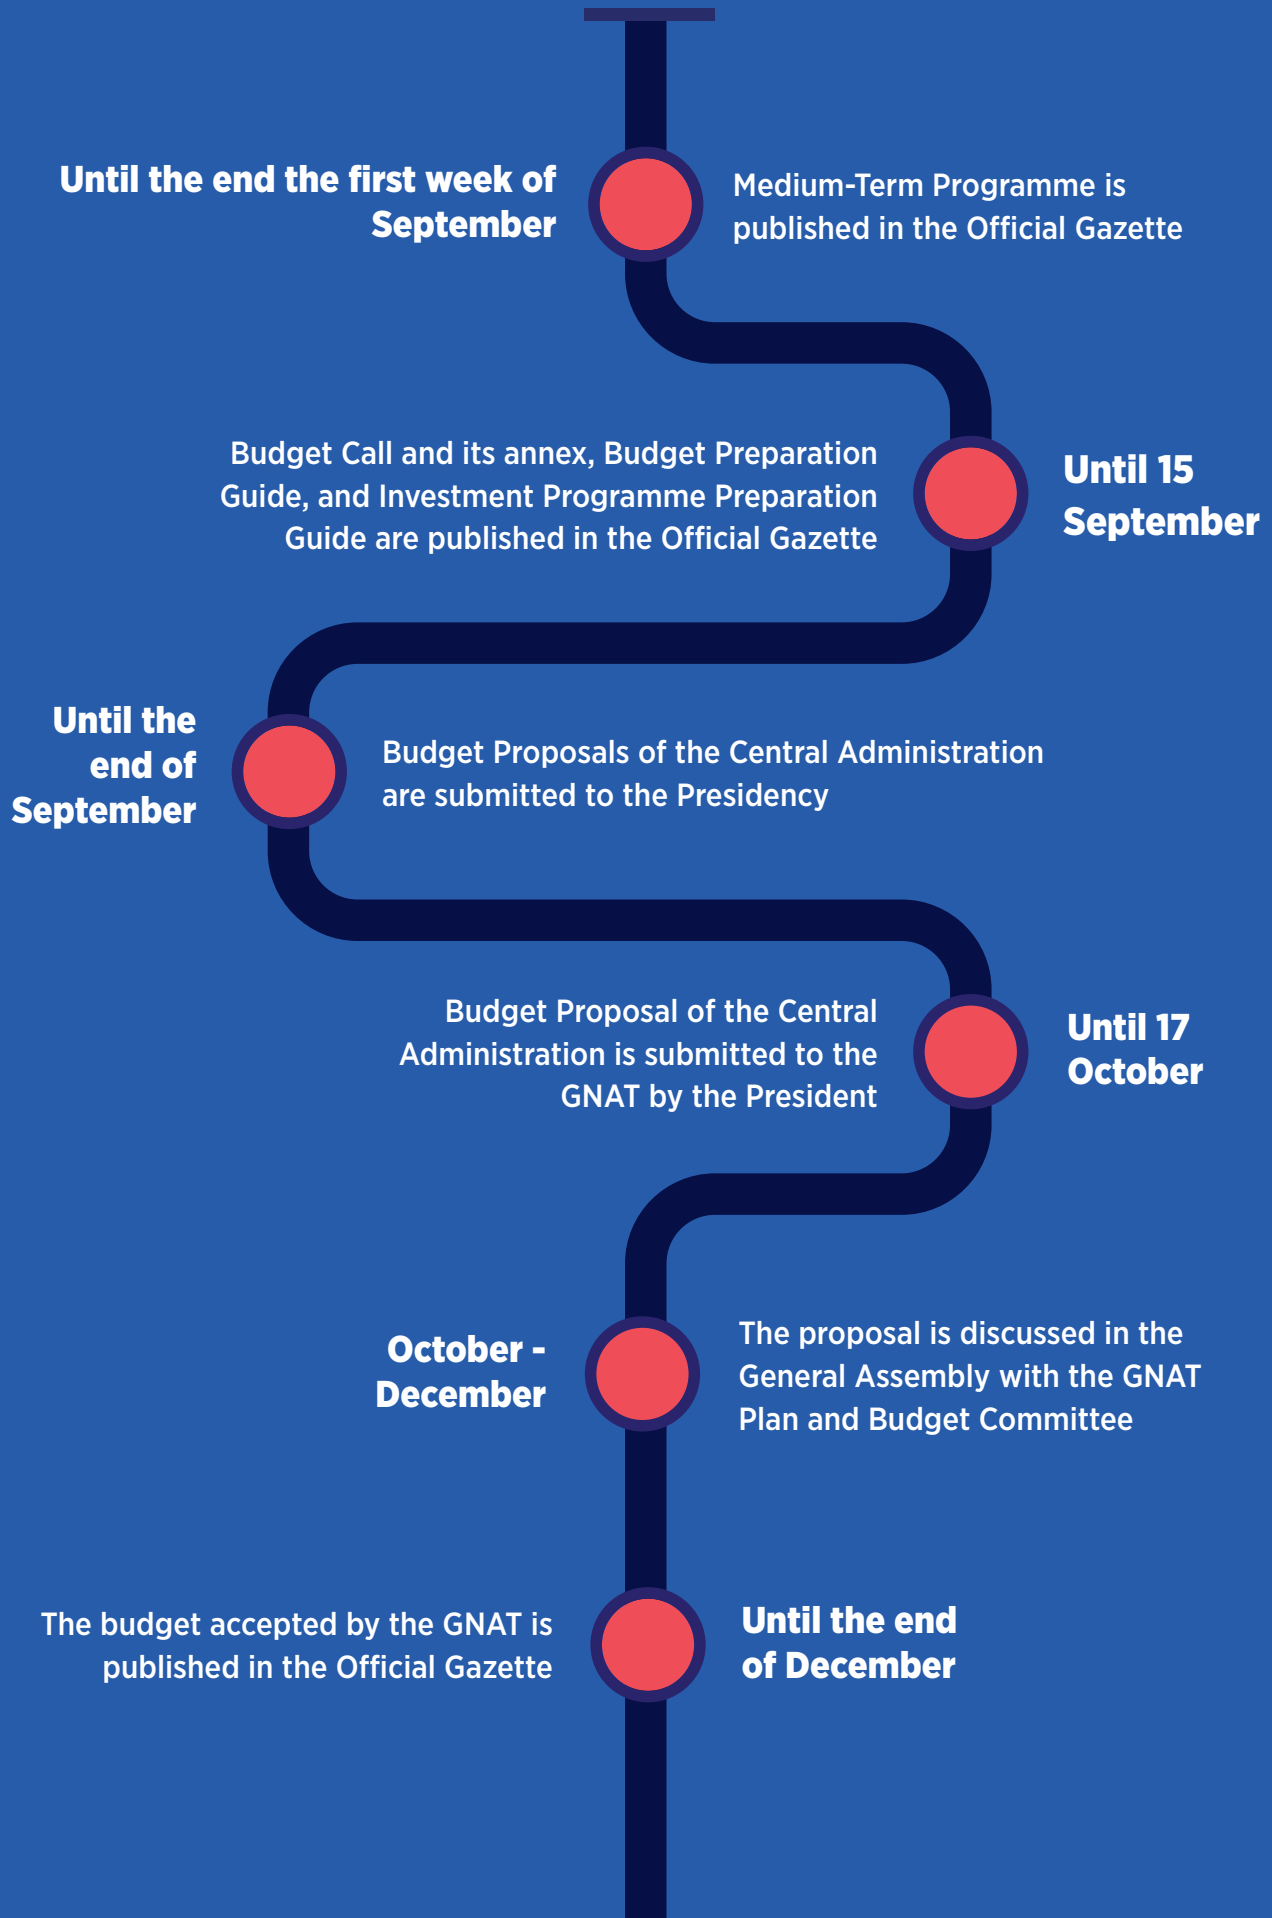 Until the end the first week of
September
Medium-Term Programme is
published in the Official Gazette
Budget Call and its annex, Budget Preparation
Guide, and Investment Programme Preparation
Guide are published in the Official Gazette
Until 15
September
Until the
end of
September
Budget Proposals of the Central Administration
are submitted to the Presidency
Budget Proposal of the Central
Administration is submitted to the
GNAT by the President
Until 17
October
October -
December
The proposal is discussed in the
General Assembly with the GNAT
Plan and Budget Committee
The budget accepted by the GNAT is
published in the Official Gazette
Until the end
of December